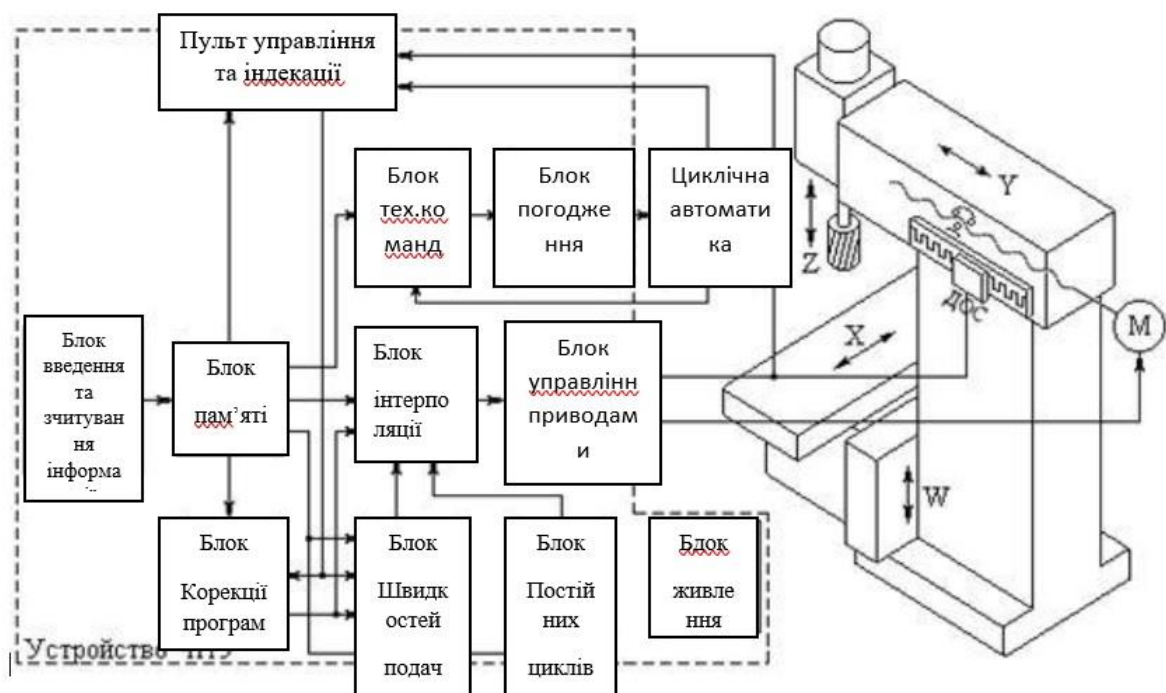 Пульт управління
та індекації
Блок
тех.ко
манд
Блок
погодже
ння
Циклічна
автомати
ка
Y
Z
ДОС
X
М
W
Блок
введення
та
зчитуван
ня
інформа
Блок
пам’яті
Блок
інтерпо
ляції
Блок
управлінн
приводам
и
Блок
Корекції
програм
Блок
Швидк
остей
подач
Блок
Постій
них
циклів
Бдок
живле
ння
Устройство